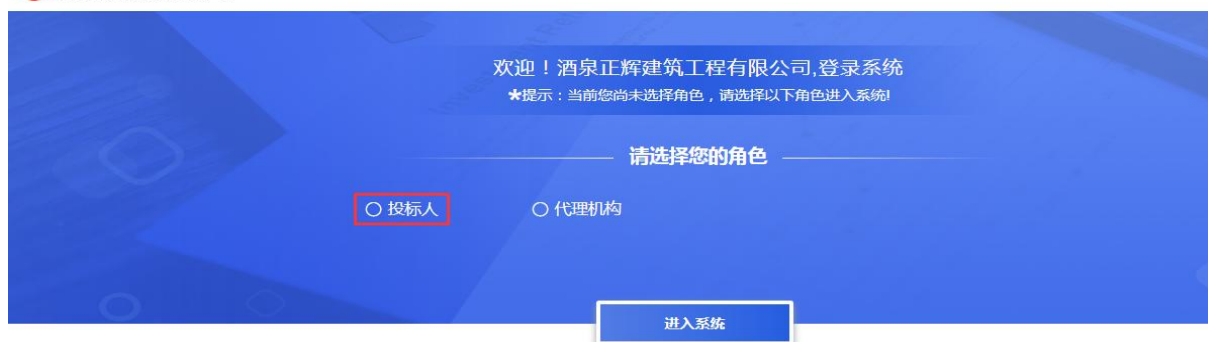 欢迎！酒泉正辉建筑工程有限公司,登录系统
*提示：当前您尚未选择角色，请选择以下角色进入系统!
请选择您的角色
投标人 代理机构
进入系统